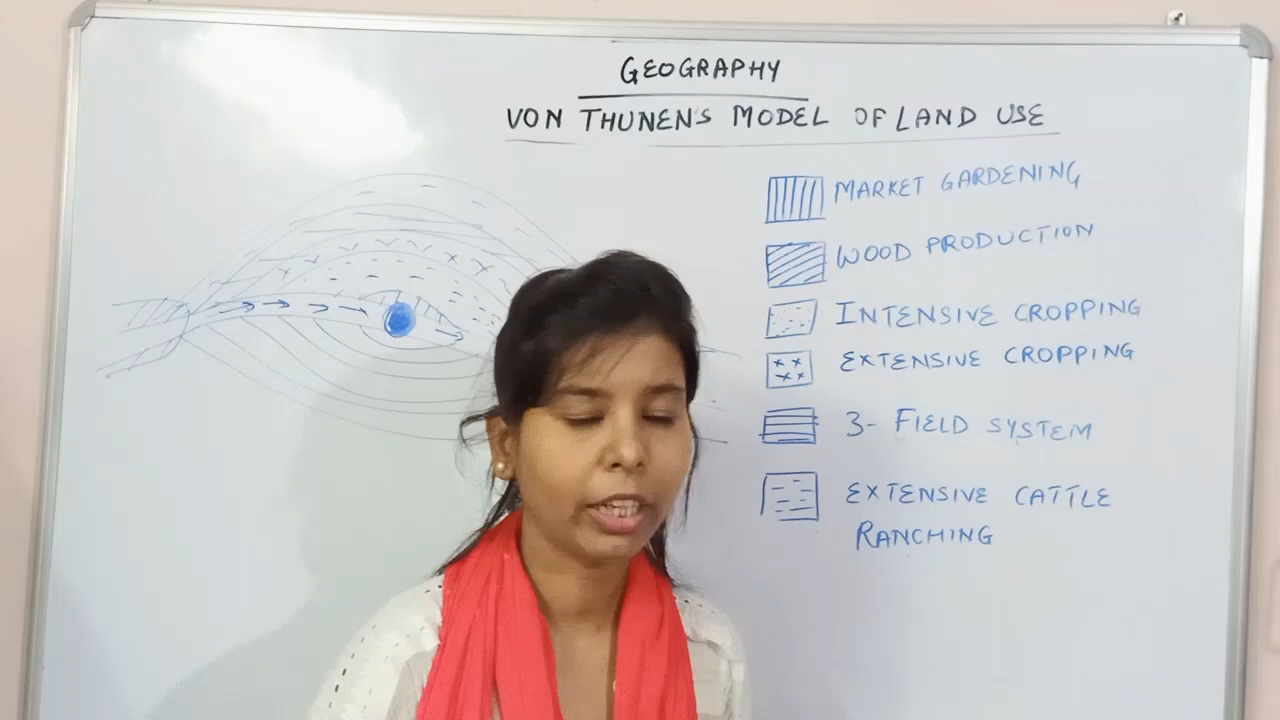 GEOGRAPHY
VON THUNEN'S MODEL OF LAND USE
MARKET GARDENING
WOOD PRODUCTION
INTENSIVE CROPPING
EXTENSIVE CROPPING
3- FIELD SYSTEM
EXTENSIVE CATTLE
RANCHING